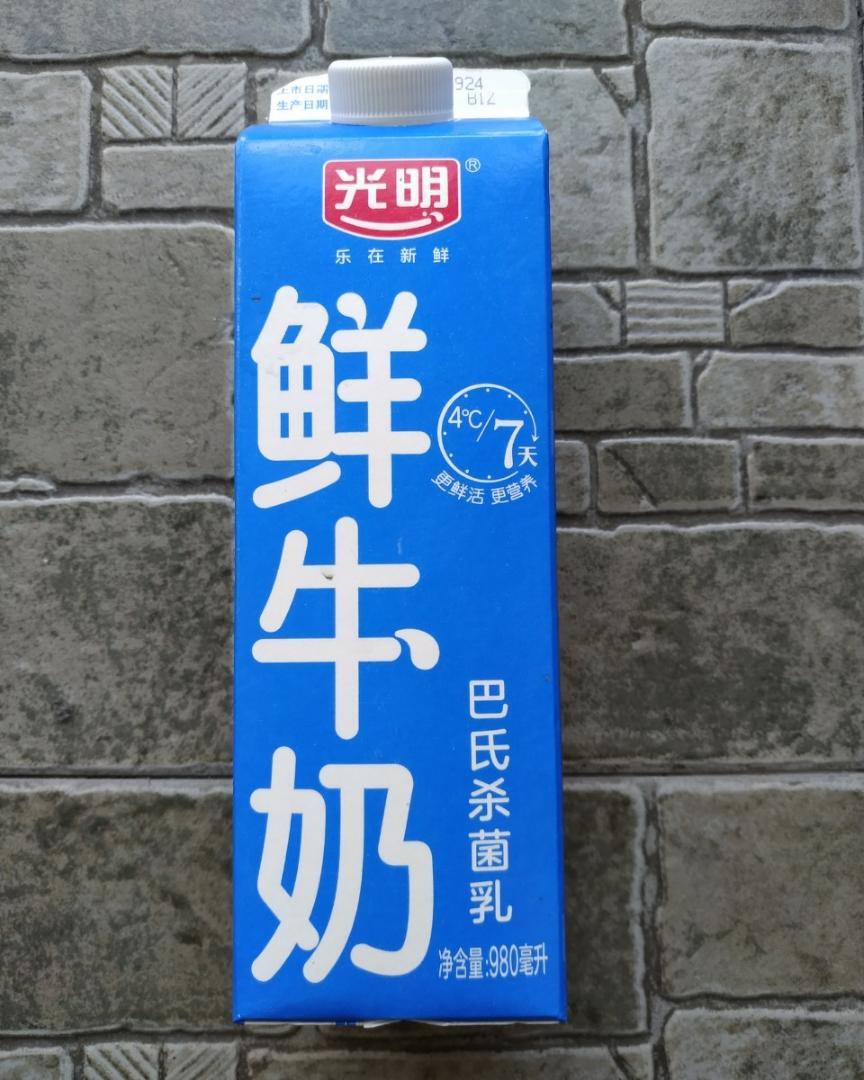 上市日期
生产日期
924
B1Z
光明®
乐在新鲜
鲜牛奶
4℃/7天
更鲜活 更营养
巴氏杀菌乳
净含量:980毫升